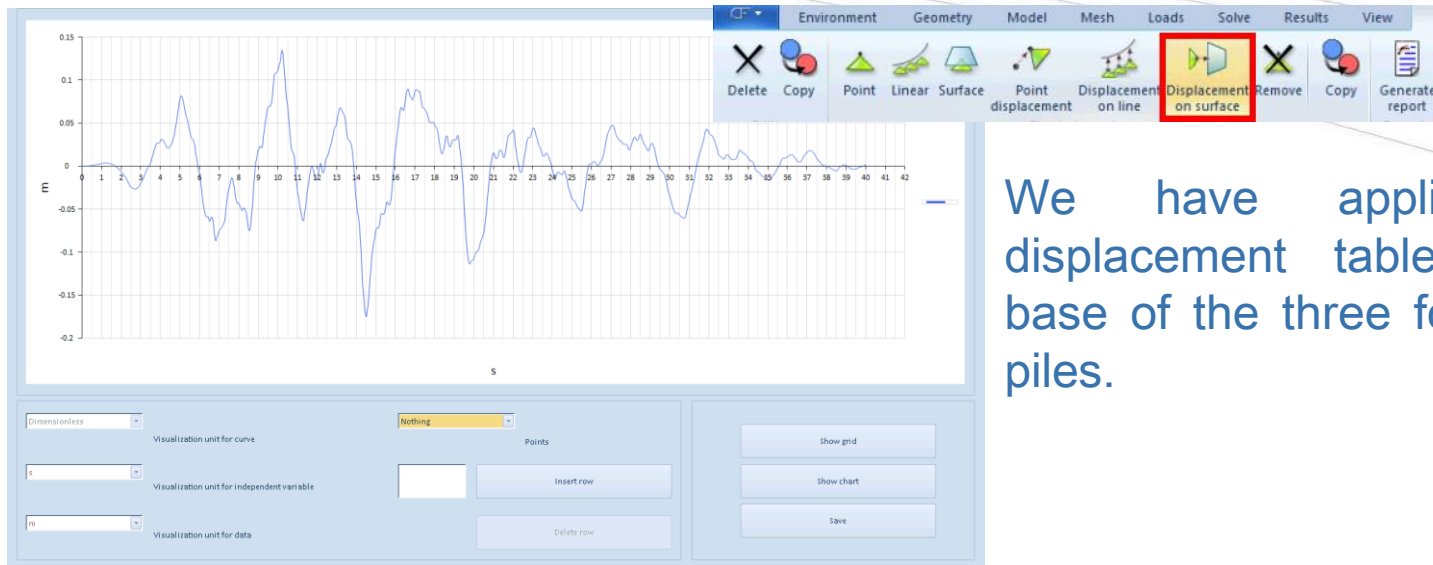 CF
Environment Geometry Model Mesh Loads Solve Results View
Delete Copy Point Linear Surface Point displacement Displacement on line Displacement on surface Remove Copy Generate report
0.15
0.1
0.05
0
-0.05
-0.1
-0.15
-0.2
m
0 1 2 3 4 5 6 7 8 9 10 11 12 13 14 15 16 17 18 19 20 21 22 23 24 25 26 27 28 29 30 31 32 33 34 35 36 37 38 39 40 41 42
s
We have appli
displacement table
base of the three f
piles.
Dimensionless
Visualization unit for curve
Nothing
Points
s
Visualization unit for independent variable
Insert row
m
Visualization unit for data
Delete row
Show grid
Show chart
Save